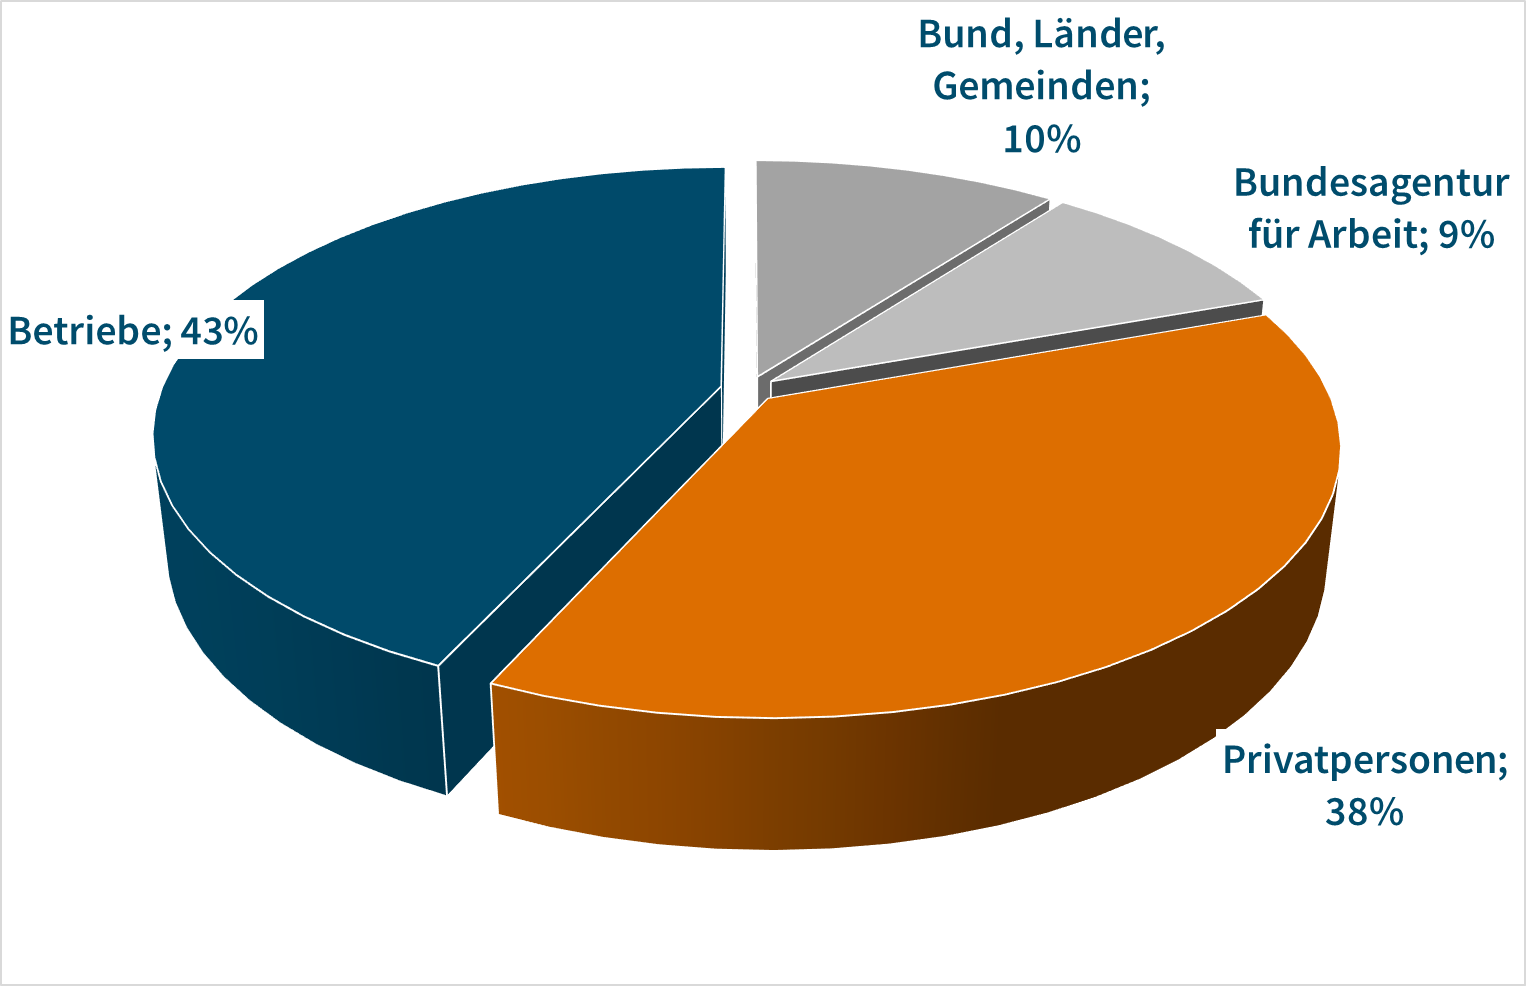 Bund, Länder,
Gemeinden;
10%
Bundesagentur
für Arbeit; 9%
Betriebe; 43%
Privatpersonen;
38%